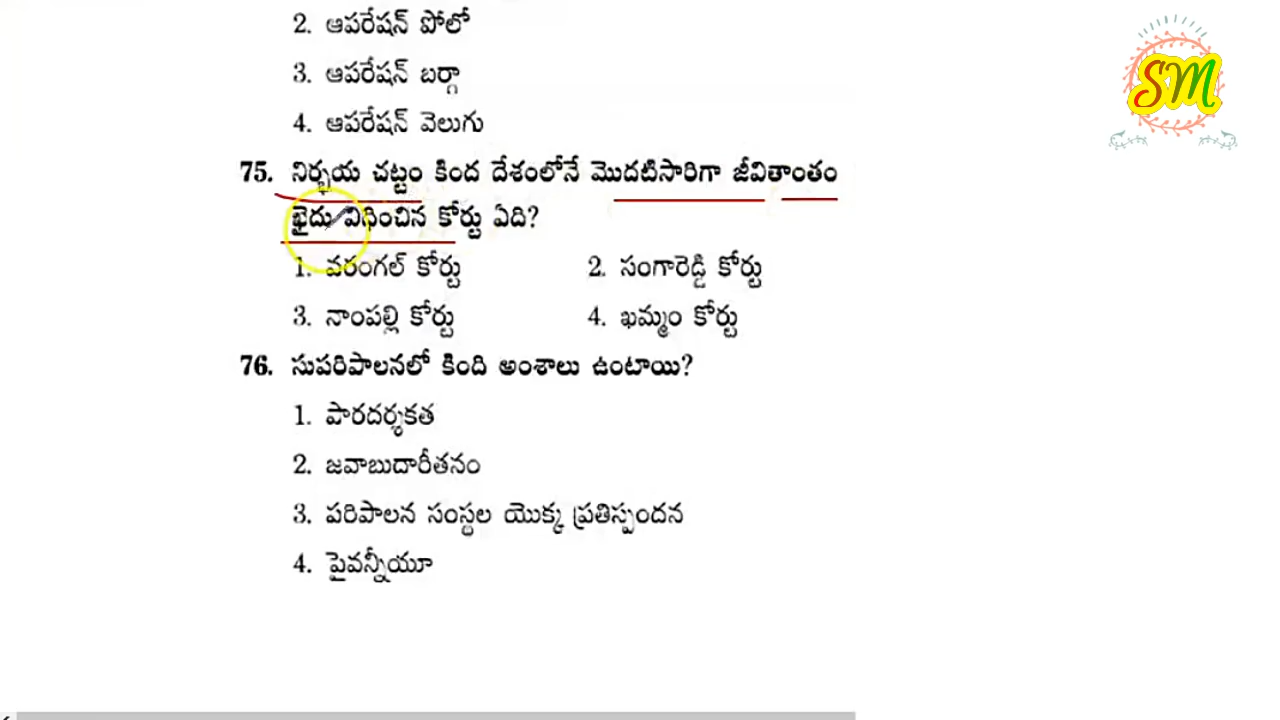 2. ఆపరేషన్ పోలో
3. ఆపరేషన్ బర్గా
4. ఆపరేషన్ వెలుగు
75. నిర్భయ చట్టం కింద దేశంలోనే మొదటిసారిగా జీవితాంతం
ఖైదు విధించిన కోర్టు ఏది?
1. వరంగల్ కోర్టు 2. సంగారెడ్డి కోర్టు
3. నాంపల్లి కోర్టు 4. ఖమ్మం కోర్టు
76. సుపరిపాలనలో కింది అంశాలు ఉంటాయి?
1. పారదర్శకత
2. జవాబుదారీతనం
3. పరిపాలన సంస్థల యొక్క ప్రతిస్పందన
4. పైవన్నీయూ
SM